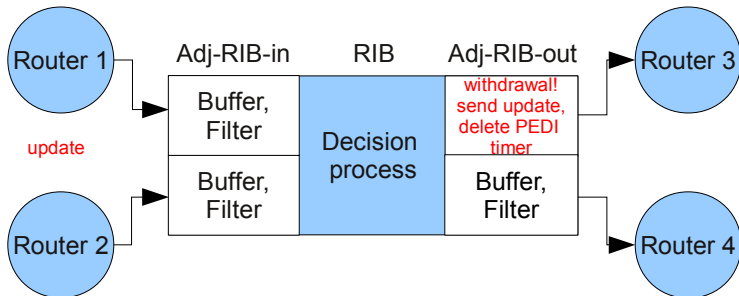 Adj-RIB-in RIB Adj-RIB-out
Router 1
Router 3
Buffer,
Filter
withdrawal!
send update,
delete PEDI
timer
update
Decision
process
Buffer,
Filter
Buffer,
Filter
Router 2
Router 4